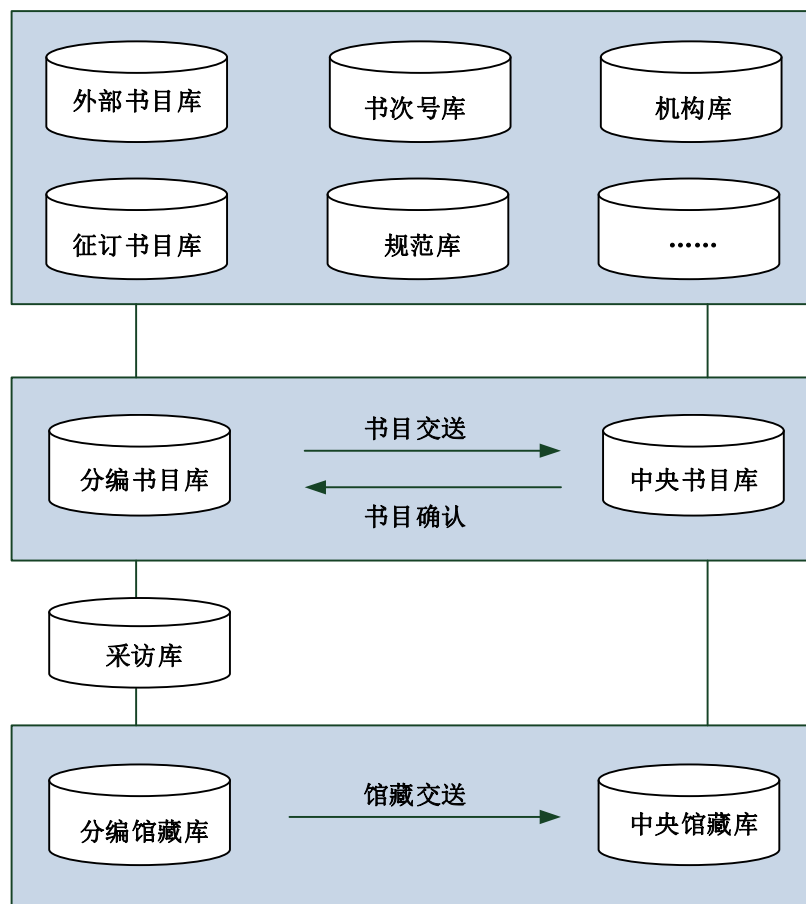 外部书目库
书次号库
机构库
征订书目库
规范库
……
书目交送
分编书目库
中央书目库
书目确认
采访库
馆藏交送
分编馆藏库
中央馆藏库